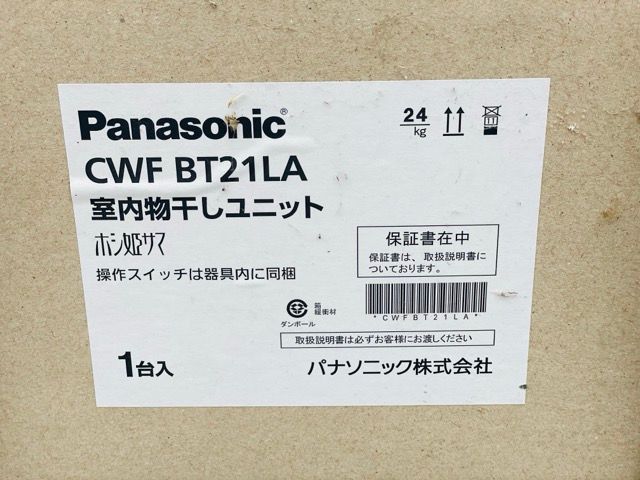 Panasonic®
24
kg
CWF BT21LA
室内物干しユニット
ホシ姫サマ
操作スイッチは器具内に同梱
保証書在中
保証書は、取扱説明書に
ついております。
箱
緩衝材
ダンボール
*CWFBT21LA*
取扱説明書は必ずお客様にお渡しください
1台入
パナソニック株式会社